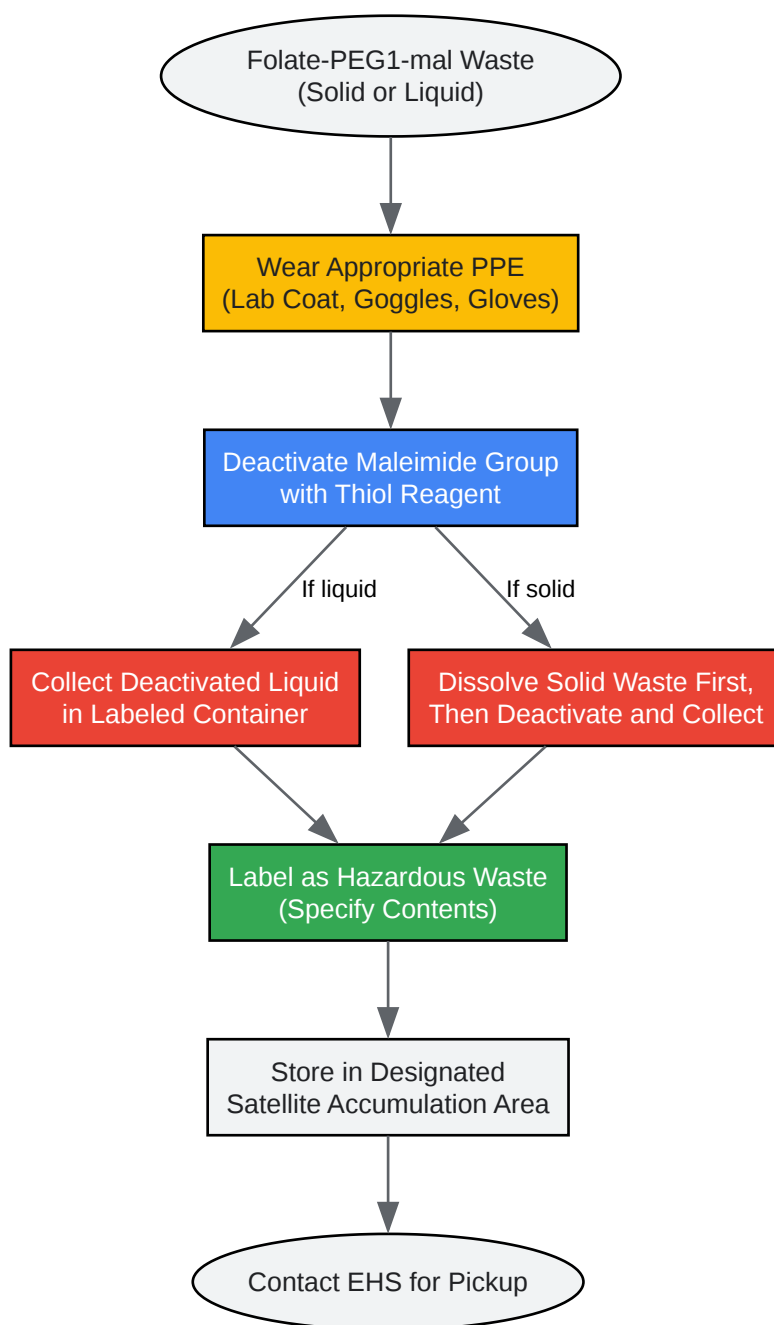 Folate-PEG1-mal Waste
(Solid or Liquid)
Wear Appropriate PPE
(Lab Coat, Goggles, Gloves)
Deactivate Maleimide Group
with Thiol Reagent
If liquid
If solid
Collect Deactivated Liquid
in Labeled Container
Dissolve Solid Waste First,
Then Deactivate and Collect
Label as Hazardous Waste
(Specify Contents)
Store in Designated
Satellite Accumulation Area
Contact EHS for Pickup